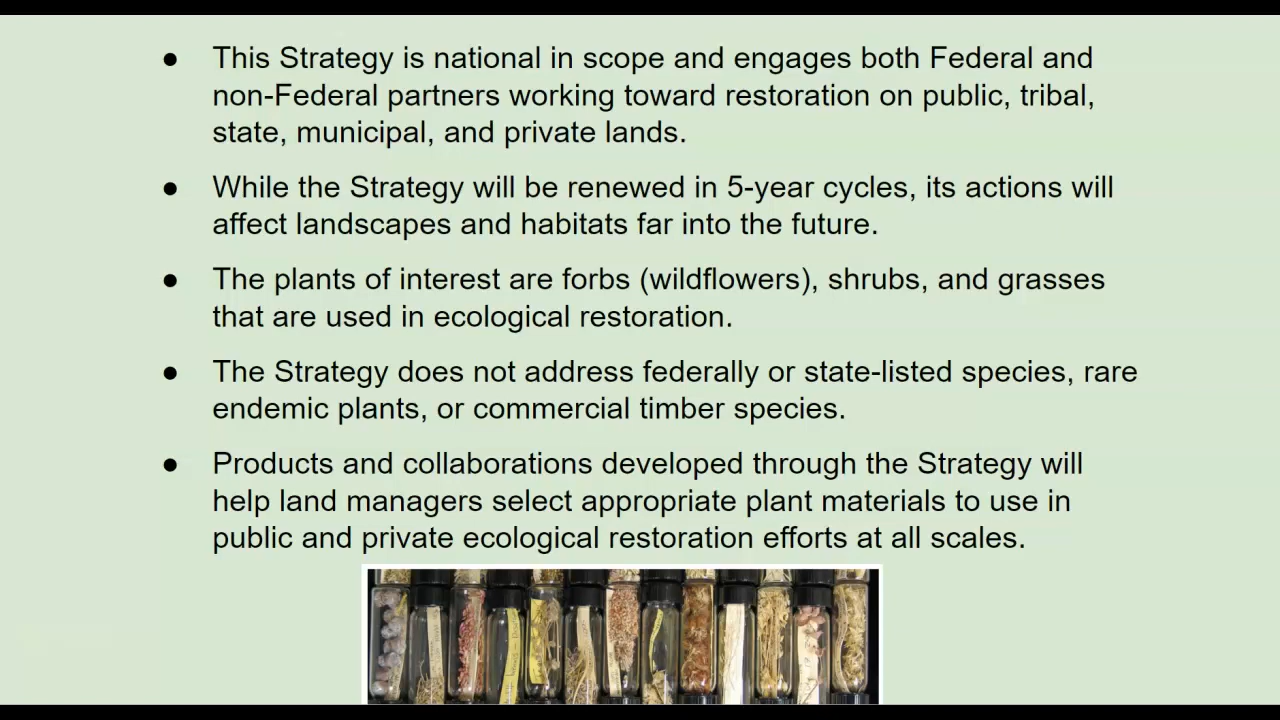 ● This Strategy is national in scope and engages both Federal and
non-Federal partners working toward restoration on public, tribal,
state, municipal, and private lands.
● While the Strategy will be renewed in 5-year cycles, its actions will
affect landscapes and habitats far into the future.
● The plants of interest are forbs (wildflowers), shrubs, and grasses
that are used in ecological restoration.
● The Strategy does not address federally or state-listed species, rare
endemic plants, or commercial timber species.
● Products and collaborations developed through the Strategy will
help land managers select appropriate plant materials to use in
public and private ecological restoration efforts at all scales.